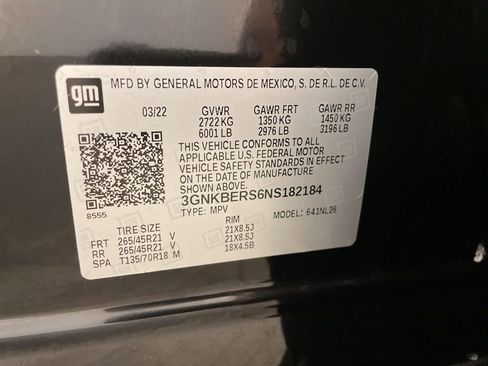 gm
MFD BY GENERAL MOTORS DE MEXICO, S. DE R.L. DE C.V.
03/22 GVWR GAWR FRT GAWR RR
2722 KG 1350 KG 1450 KG
6001 LB 2976 LB 3196 LB
THIS VEHICLE CONFORMS TO ALL
APPLICABLE U.S. FEDERAL MOTOR
VEHICLE SAFETY STANDARDS IN EFFECT
ON THE DATE OF MANUFACTURE
SHOWN ABOVE.
3GNKBERS6NS182184
8555
TYPE: MPV MODEL: 641NL26
TIRE SIZE RIM
FRT 265/45R21 V 21X8.5J
RR 265/45R21 V 21X8.5J
SPA T135/70R18 M 18X4.5B